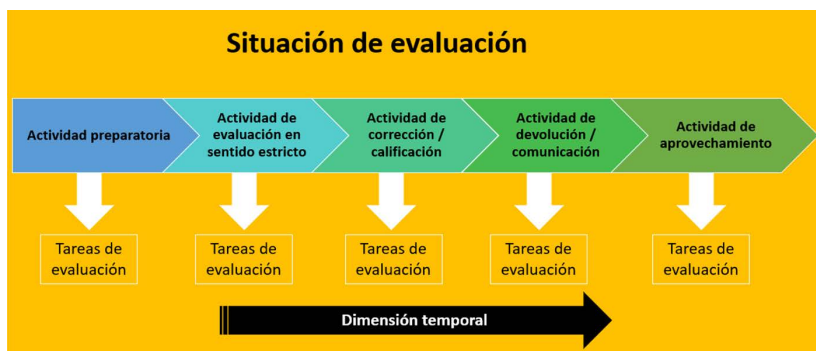 Situación de evaluación
Actividad preparatoria
Actividad de
evaluación en
sentido estricto
Actividad de
corrección /
calificación
Actividad de
devolución /
comunicación
Actividad de
aprovechamiento
Tareas de
evaluación
Tareas de
evaluación
Tareas de
evaluación
Tareas de
evaluación
Tareas de
evaluación
Dimensión temporal